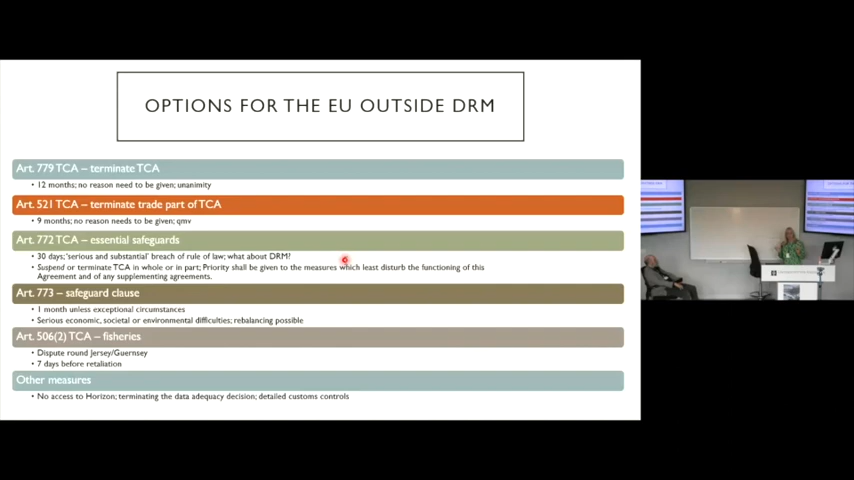 OPTIONS FOR THE EU OUTSIDE DRM
Art. 779 TCA – terminate TCA
• 12 months; no reason need to be given; unanimity
Art. 521 TCA – terminate trade part of TCA
• 9 months; no reason needs to be given; qmv
Art. 772 TCA – essential safeguards
• 30 days; 'serious and substantial' breach of rule of law; what about DRM?
• Suspend or terminate TCA in whole or in part; Priority shall be given to the measures which least disturb the functioning of this
Agreement and of any supplementing agreements.
Art. 773 – safeguard clause
• 1 month unless exceptional circumstances
• Serious economic, societal or environmental difficulties; rebalancing possible
Art. 506(2) TCA – fisheries
• Dispute round Jersey/Guernsey
• 7 days before retaliation
Other measures
• No access to Horizon; terminating the data adequacy decision; detailed customs controls